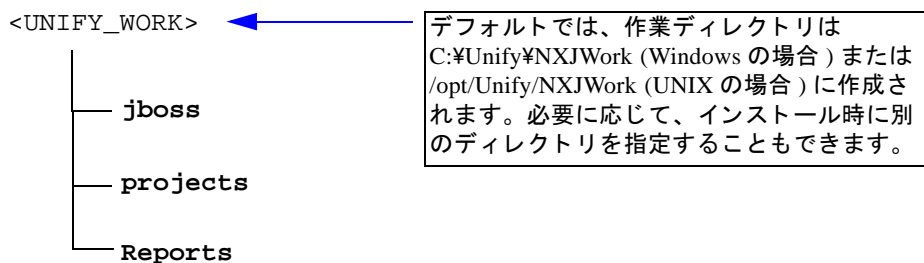 <UNIFY_WORK>
デフォルトでは、作業ディレクトリは
C:¥Unify¥NXJWork (Windows の場合 ) または
/opt/Unify/NXJWork (UNIX の場合 ) に作成さ
れます。必要に応じて、インストール時に別
のディレクトリを指定することもできます。
jboss
projects
Reports